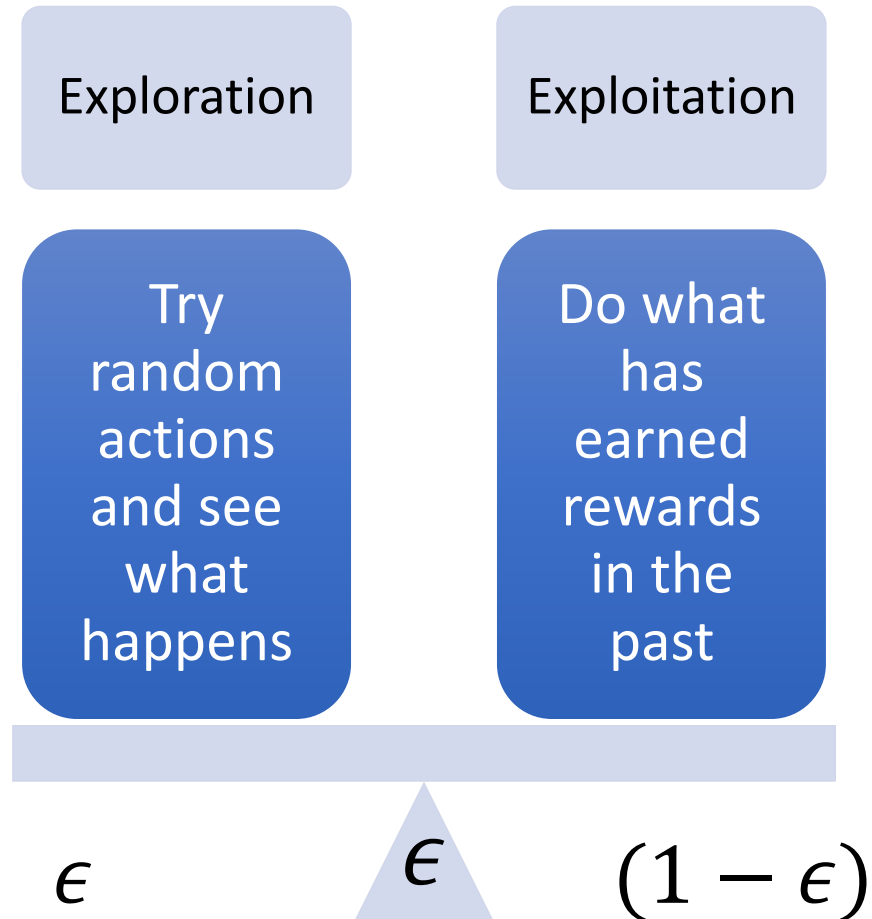 Exploration
Exploitation
Try
random
actions
and see
what
happens
Do what
has
earned
rewards
in the
past
ϵ
ϵ
(1 − ϵ)